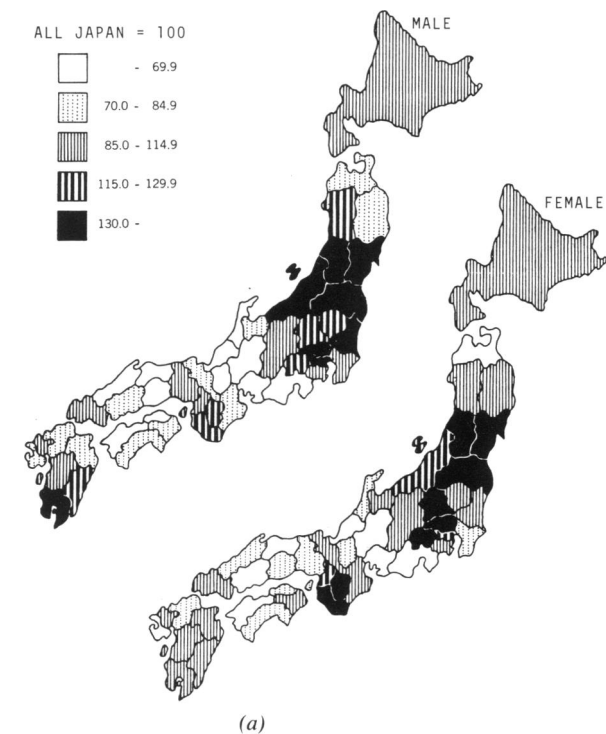 ALL JAPAN = 100
- 69.9
70.0 - 84.9
85.0 - 114.9
115.0 - 129.9
130.0 -
MALE
FEMALE
(a)